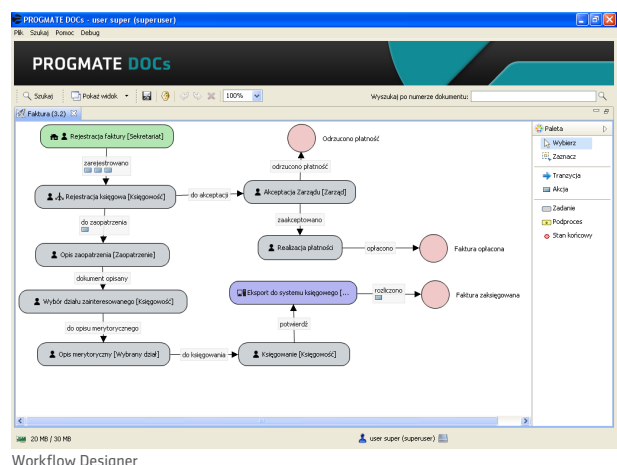 PROGMATE DOCs - user super (superuser)
Plik Szukaj Pomoc Debug
PROGMATE DOCs
Szukaj Pokaż widok 100% Wyszukaj po numerze dokumentu:
Faktura (3.2)
Rejestracja faktury [Sekretariat]
Odrzucono płatność
zarejestrowano
odrzucono płatność
Rejestracja księgowa [Księgowość]
do akceptacji
Akceptacja Zarządu [Zarząd]
do zaopatrzenia
zaakceptowano
Opis zaopatrzenia [Zaopatrzenie]
Realizacja płatności
opłacono
Faktura opłacona
dokument opisany
Wybór działu zainteresowanego [Księgowość]
Eksport do systemu księgowego [...
rozliczono
Faktura zaksięgowana
do opisu merytorycznego
potwierdź
Opis merytoryczny [Wybrany dział]
do księgowania
Księgowanie [Księgowość]
Paleta
Wybierz
Zaznacz
Tranzycja
Akcja
Zadanie
Podproces
Stan końcowy
20 MB / 30 MB
user super (superuser)
Workflow Designer